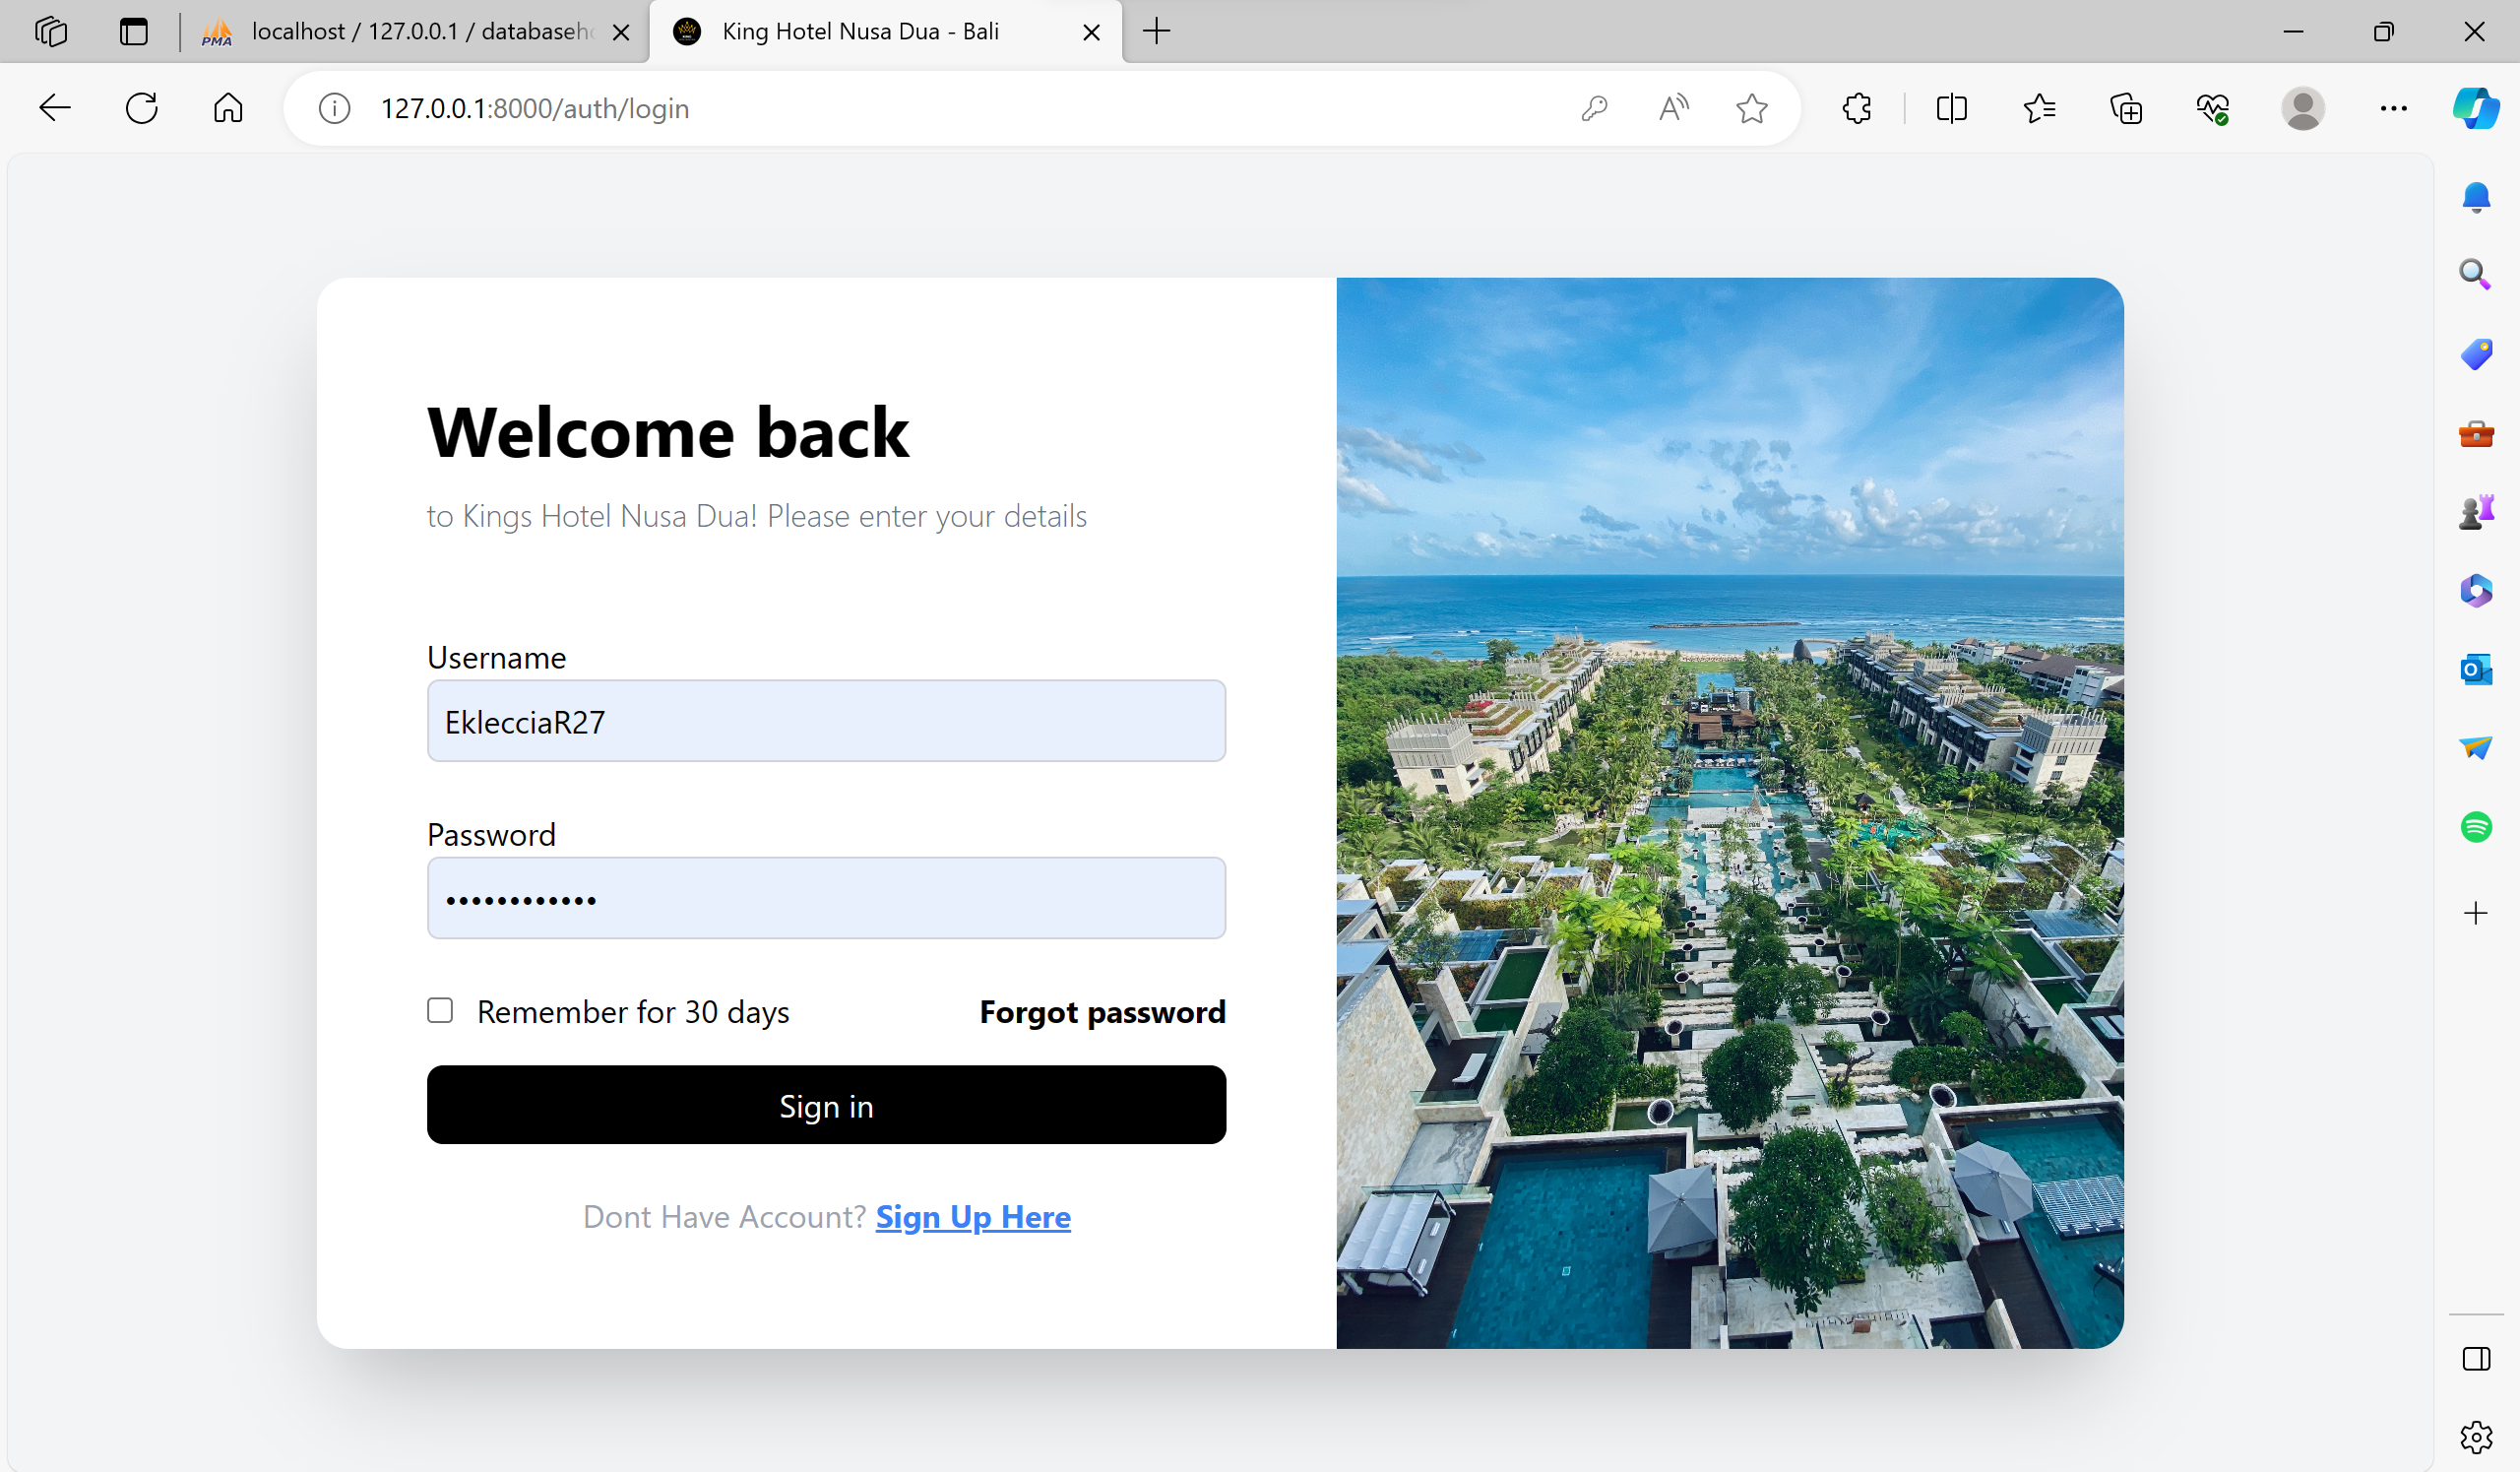 localhost / 127.0.0.1 / databaseh
King Hotel Nusa Dua - Bali
127.0.0.1:8000/auth/login
Welcome back
to Kings Hotel Nusa Dua! Please enter your details
Username
EklecciaR27
Password
••••••••••••
Remember for 30 days
Forgot password
Sign in
Dont Have Account? Sign Up Here